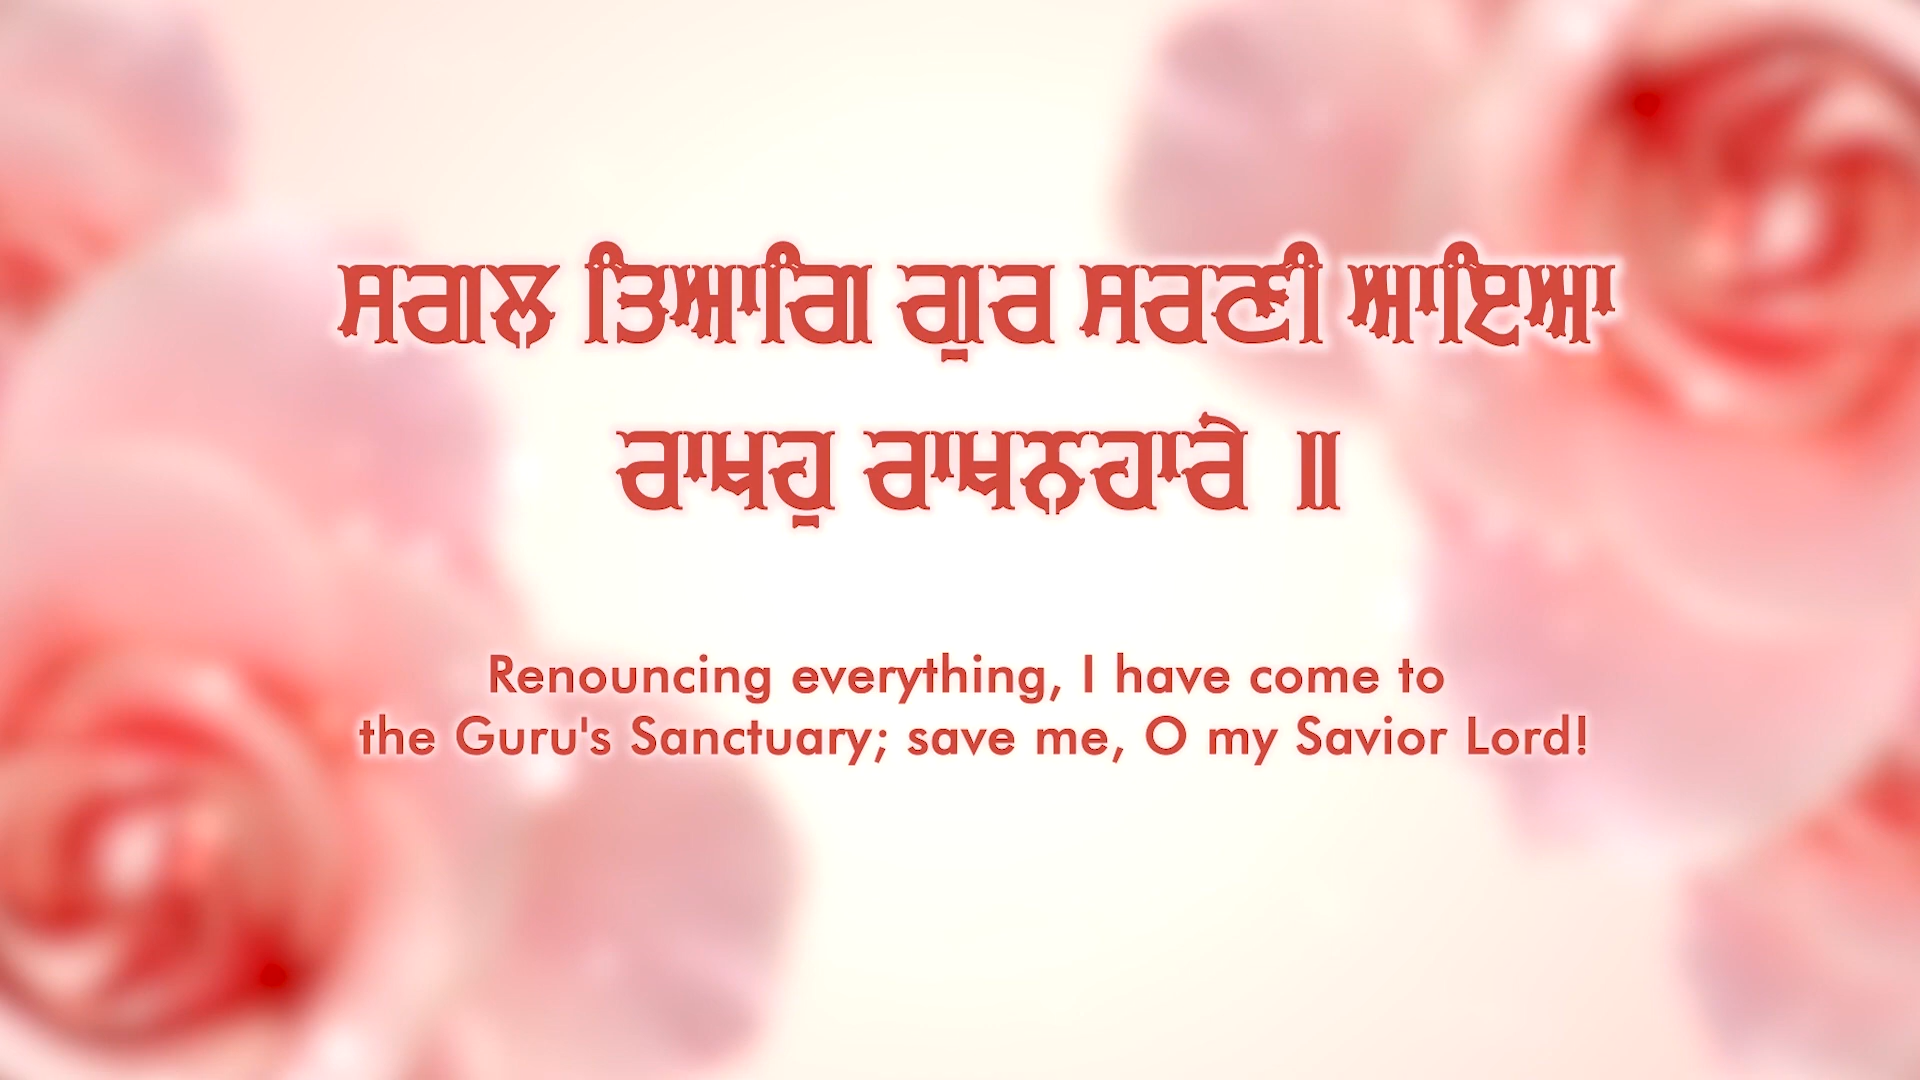 ਸਗਲ ਤਿਆਗਿ ਗੁਰ ਸਰਣੀ ਆਇਆ
ਰਾਖਹੁ ਰਾਖਨਹਾਰੇ ॥
Renouncing everything, I have come to
the Guru's Sanctuary; save me, O my Savior Lord!